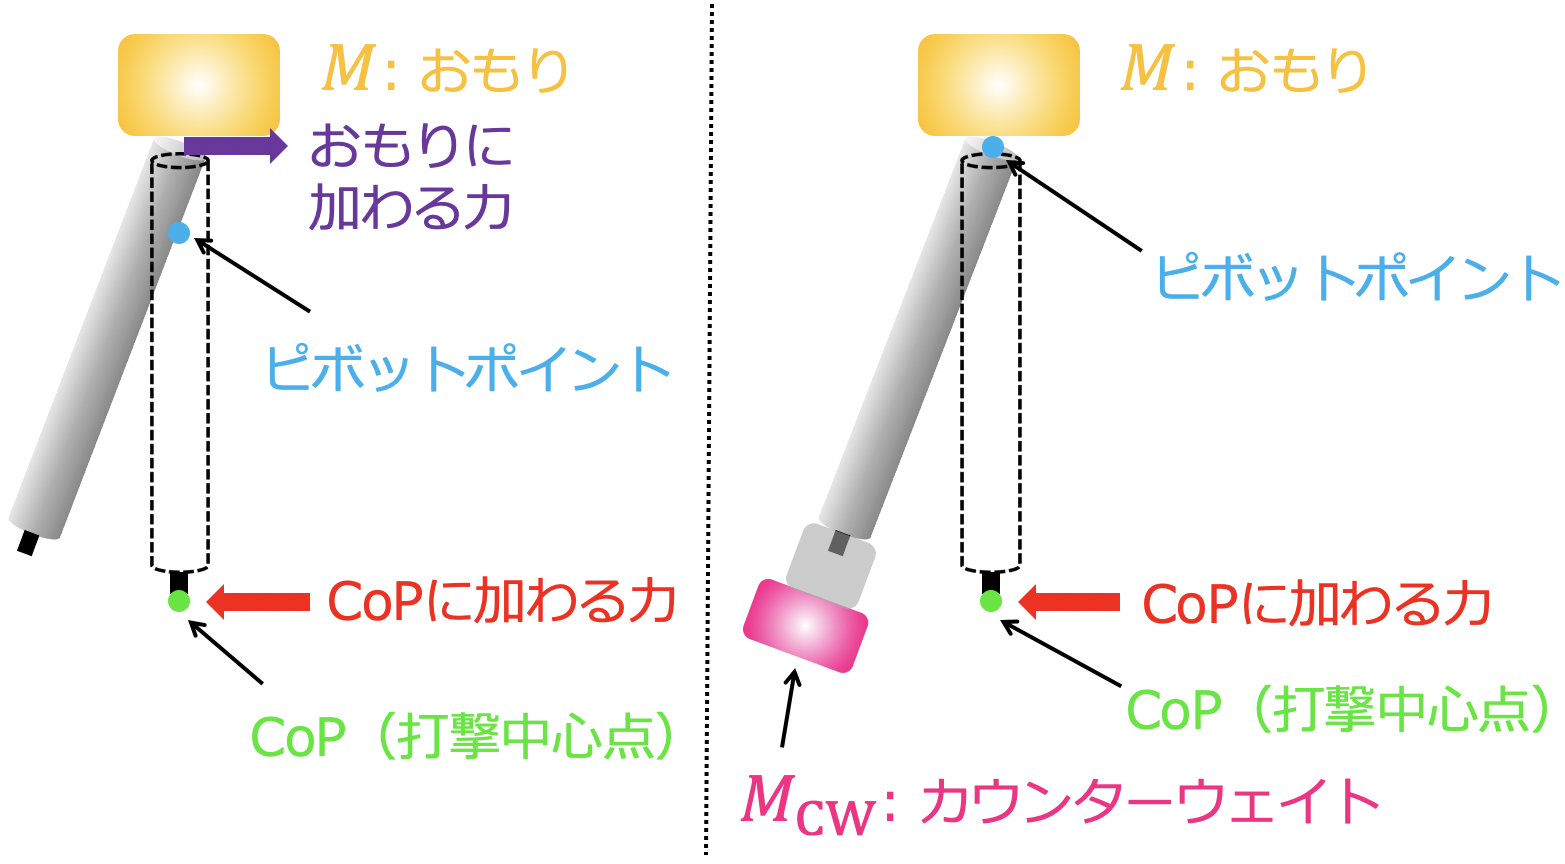 M: おもり
おもりに
加わる力
ピボットポイント
CoPに加わる力
CoP（打撃中心点）
M: おもり
ピボットポイント
CoPに加わる力
CoP（打撃中心点）
MCW: カウンターウェイト